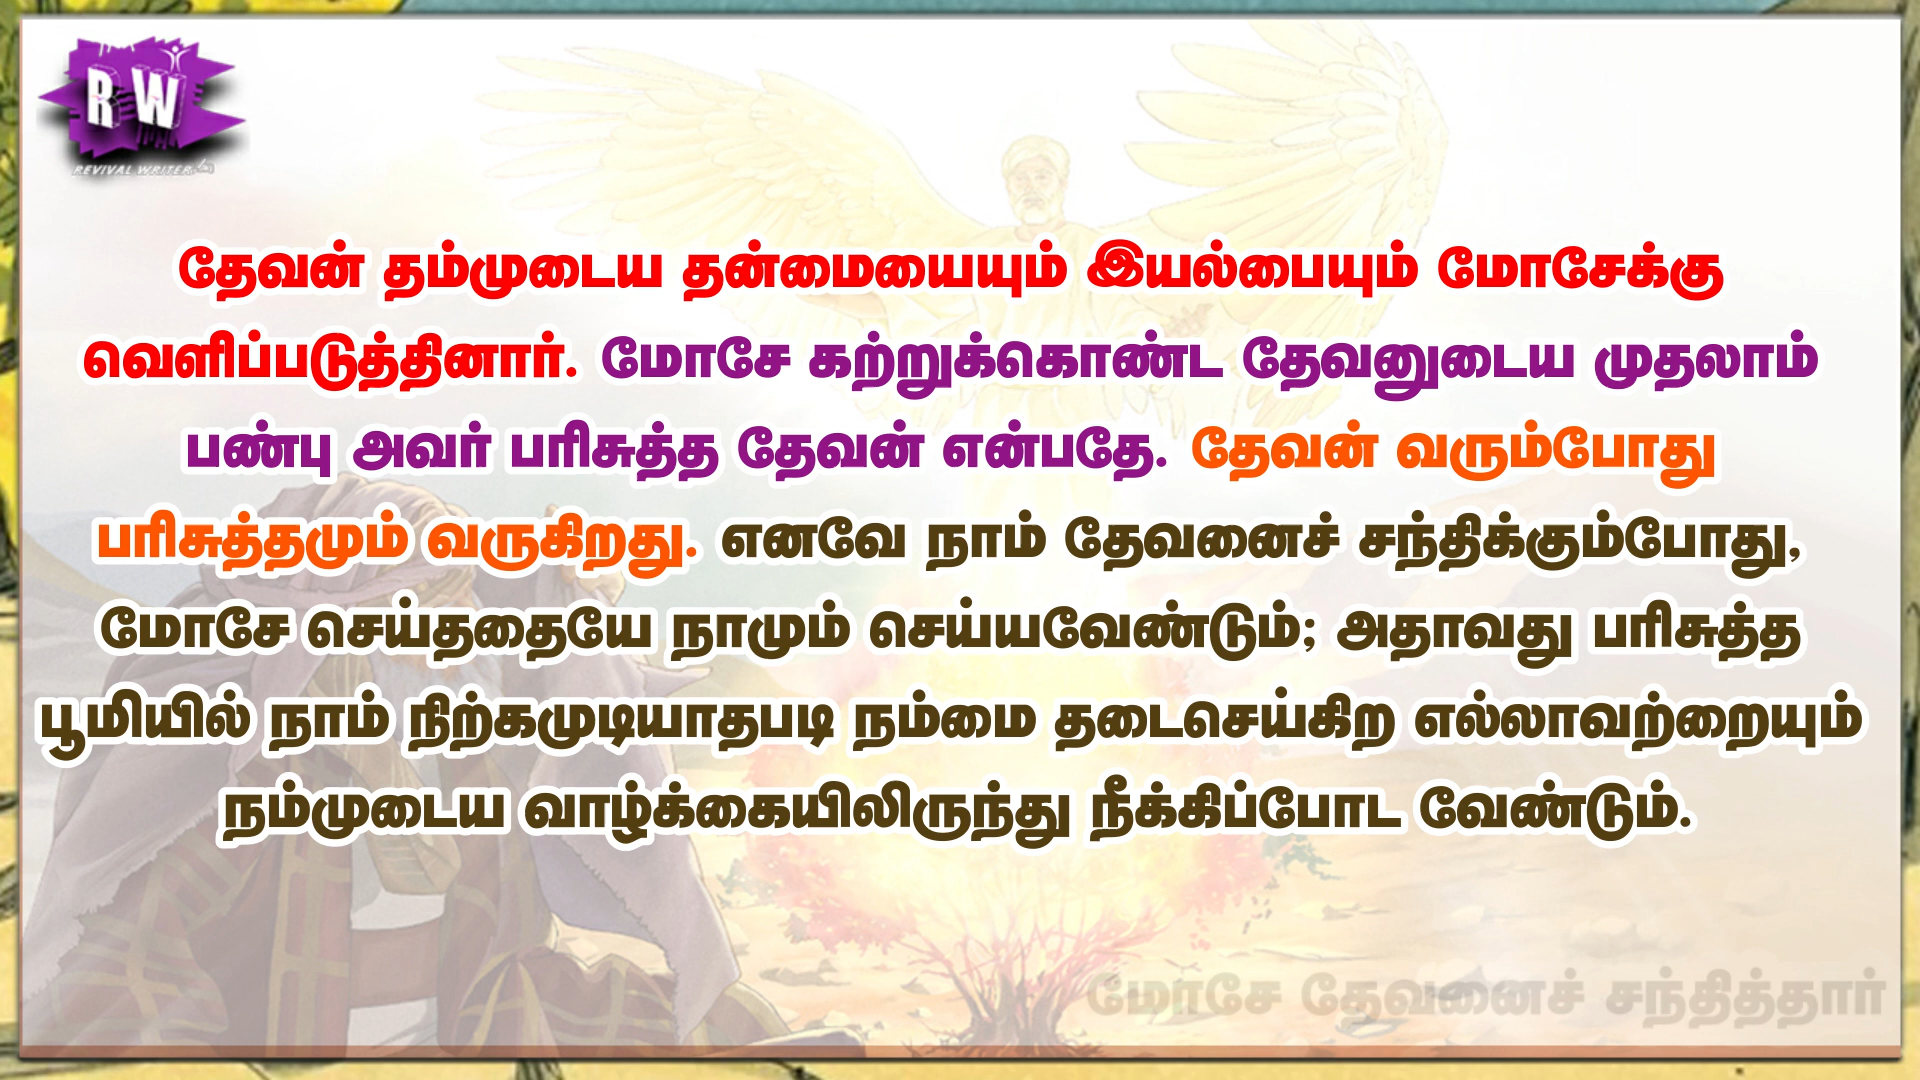 RW
REVIVAL WRITER
தேவன் தம்முடைய தன்மையையும் இயல்பையும் மோசேக்கு
வெளிப்படுத்தினார். மோசே கற்றுக்கொண்ட தேவனுடைய முதலாம்
பண்பு அவர் பரிசுத்த தேவன் என்பதே. தேவன் வரும்போது
பரிசுத்தமும் வருகிறது. எனவே நாம் தேவனைச் சந்திக்கும்போது,
மோசே செய்ததையே நாமும் செய்யவேண்டும்; அதாவது பரிசுத்த
பூமியில் நாம் நிற்கமுடியாதபடி நம்மை தடைசெய்கிற எல்லாவற்றையும்
நம்முடைய வாழ்க்கையிலிருந்து நீக்கிப்போட வேண்டும்.
மோசே தேவனைச் சந்தித்தார்